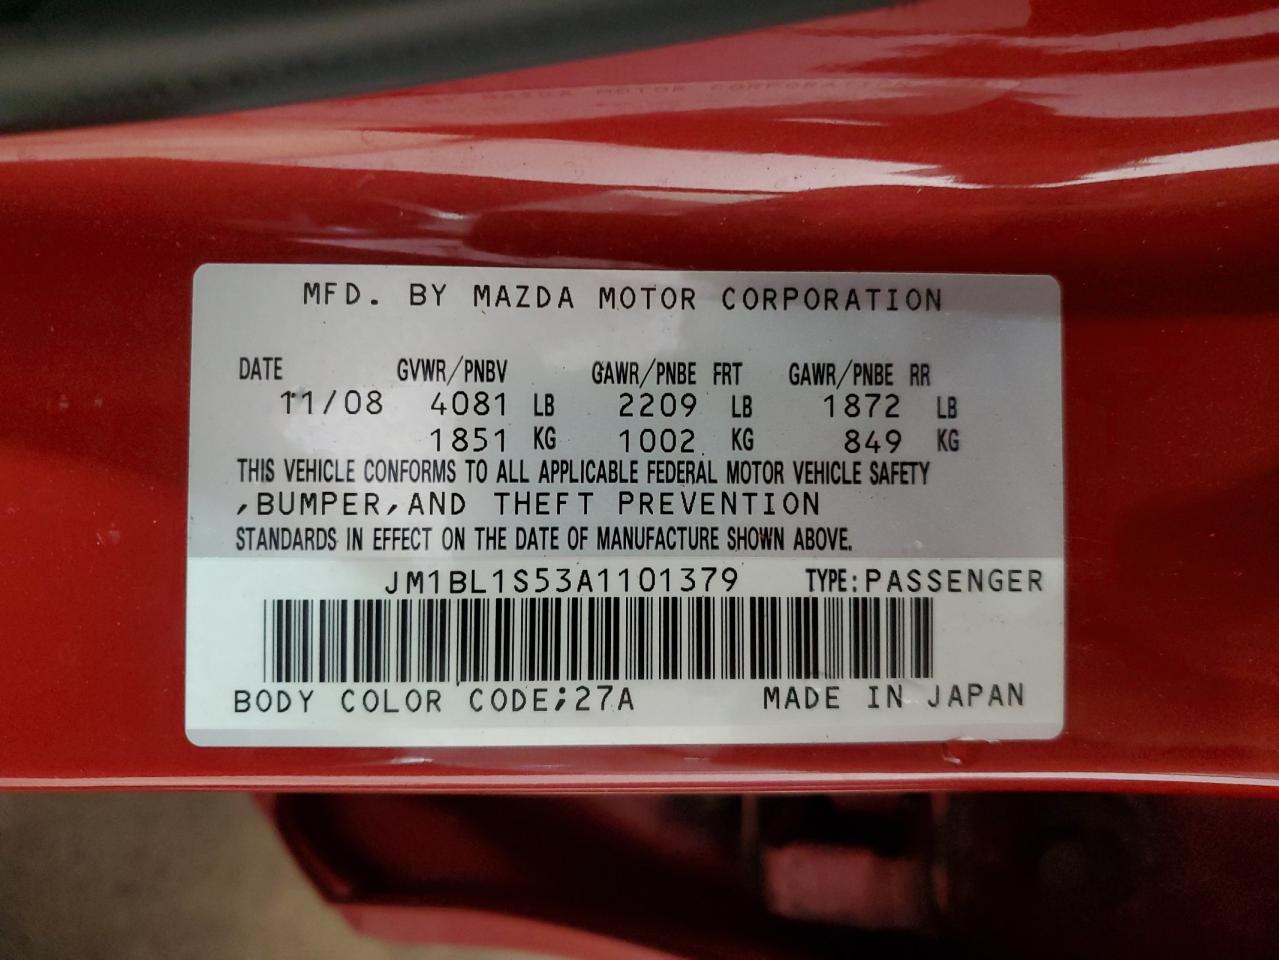 MFD. BY MAZDA MOTOR CORPORATION
DATE GVWR/PNBV GAWR/PNBE FRT GAWR/PNBE RR
11/08 4081 LB 2209 LB 1872 LB
1851 KG 1002 KG 849 KG
THIS VEHICLE CONFORMS TO ALL APPLICABLE FEDERAL MOTOR VEHICLE SAFETY
,BUMPER,AND THEFT PREVENTION
STANDARDS IN EFFECT ON THE DATE OF MANUFACTURE SHOWN ABOVE.
JM1BL1S53A1101379 TYPE:PASSENGER
BODY COLOR CODE;27A MADE IN JAPAN